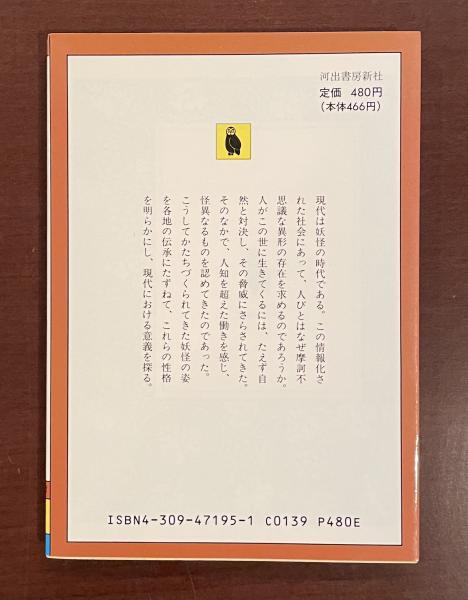 河出書房新社
定価 480円
(本体466円)
現代は妖怪の時代である。この情報化さ
れた社会にあって、人びとはなぜ摩訶不
思議な異形の存在を求めるのであろうか。
人がこの世に生きてくるには、たえず自
然と対決し、その脅威にさらされてきた。
そのなかで、人知を超えた働きを感じ、
怪異なるものを認めてきたのであった。
こうしてかたちづくられてきた妖怪の姿
を各地の伝承にたずねて、これらの性格
を明らかにし、現代における意義を探る。
ISBN4-309-47195-1 C0139 P480E